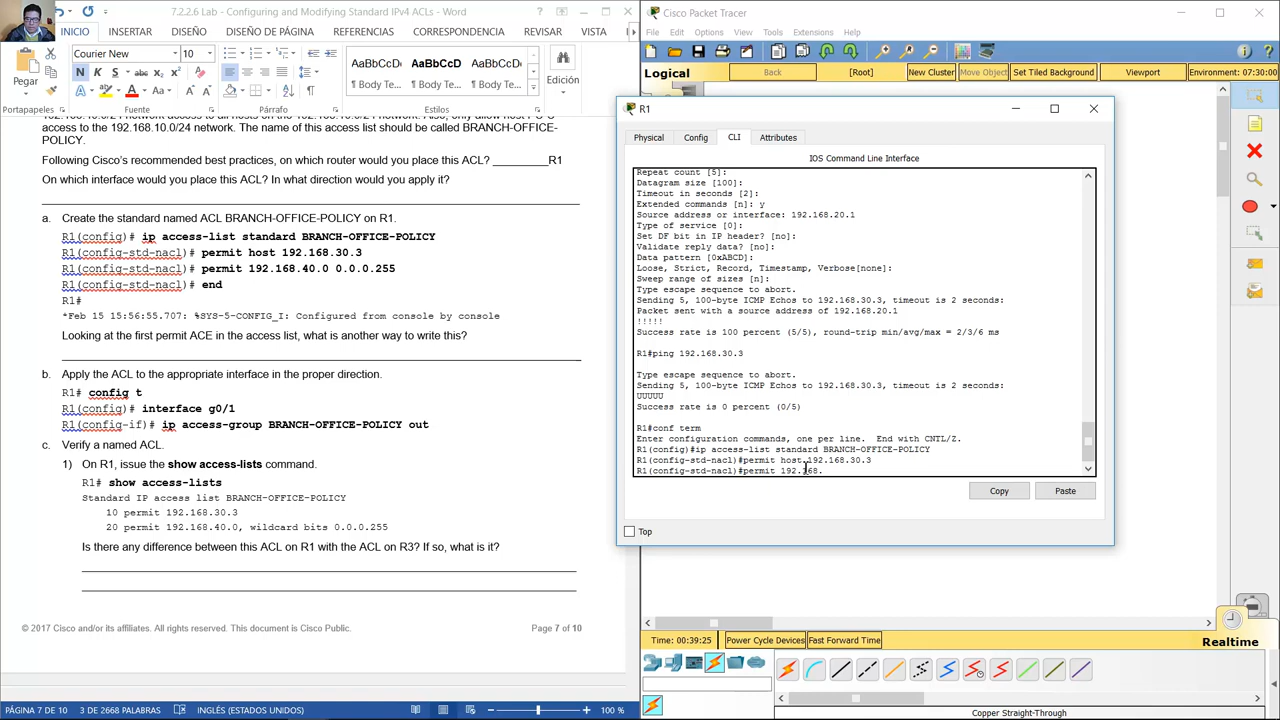 7.2.2.6 Lab - Configuring and Modifying Standard IPv4 ACLs - Word
INICIO INSERTAR DISEÑO DISEÑO DE PÁGINA REFERENCIAS CORRESPONDENCIA REVISAR VISTA
Pegar
Courier New 10
N K S abc x₂ x²
AaBbCcDc AaBbCcD AaBbCcDc
¶ Body Te... ¶ Body Te... ¶ Body Te...
Edición
Portapapeles Fuente Párrafo Estilos
access to the 192.168.10.0/24 network. The name of this access list should be called BRANCH-OFFICE-
POLICY.
Following Cisco's recommended best practices, on which router would you place this ACL? _________R1
On which interface would you place this ACL? In what direction would you apply it?
a. Create the standard named ACL BRANCH-OFFICE-POLICY on R1.
R1(config)# ip access-list standard BRANCH-OFFICE-POLICY
R1(config-std-nacl)# permit host 192.168.30.3
R1(config-std-nacl)# permit 192.168.40.0 0.0.0.255
R1(config-std-nacl)# end
R1#
*Feb 15 15:56:55.707: %SYS-5-CONFIG_I: Configured from console by console
Looking at the first permit ACE in the access list, what is another way to write this?
b. Apply the ACL to the appropriate interface in the proper direction.
R1# config t
R1(config)# interface g0/1
R1(config-if)# ip access-group BRANCH-OFFICE-POLICY out
c. Verify a named ACL.
1) On R1, issue the show access-lists command.
R1# show access-lists
Standard IP access list BRANCH-OFFICE-POLICY
10 permit 192.168.30.3
20 permit 192.168.40.0, wildcard bits 0.0.0.255
Is there any difference between this ACL on R1 with the ACL on R3? If so, what is it?
© 2017 Cisco and/or its affiliates. All rights reserved. This document is Cisco Public. Page 7 of 10
PÁGINA 7 DE 10 3 DE 2668 PALABRAS INGLÉS (ESTADOS UNIDOS) 100 %
Cisco Packet Tracer
File Edit Options View Tools Extensions Help
Logical Back [Root] New Cluster Move Object Set Tiled Background Viewport Environment: 07:30:00
R1
Physical Config CLI Attributes
IOS Command Line Interface
Repeat count [5]:
Datagram size [100]:
Timeout in seconds [2]:
Extended commands [n]: y
Source address or interface: 192.168.20.1
Type of service [0]:
Set DF bit in IP header? [no]:
Validate reply data? [no]:
Data pattern [0xABCD]:
Loose, Strict, Record, Timestamp, Verbose[none]:
Sweep range of sizes [n]:
Type escape sequence to abort.
Sending 5, 100-byte ICMP Echos to 192.168.30.3, timeout is 2 seconds:
Packet sent with a source address of 192.168.20.1
!!!!!
Success rate is 100 percent (5/5), round-trip min/avg/max = 2/3/6 ms
R1#ping 192.168.30.3
Type escape sequence to abort.
Sending 5, 100-byte ICMP Echos to 192.168.30.3, timeout is 2 seconds:
UUUUU
Success rate is 0 percent (0/5)
R1#conf term
Enter configuration commands, one per line. End with CNTL/Z.
R1(config)#ip access-list standard BRANCH-OFFICE-POLICY
R1(config-std-nacl)#permit host 192.168.30.3
R1(config-std-nacl)#permit 192.168.
Copy Paste
Top
Time: 00:39:25 Power Cycle Devices Fast Forward Time
Realtime
Copper Straight-Through